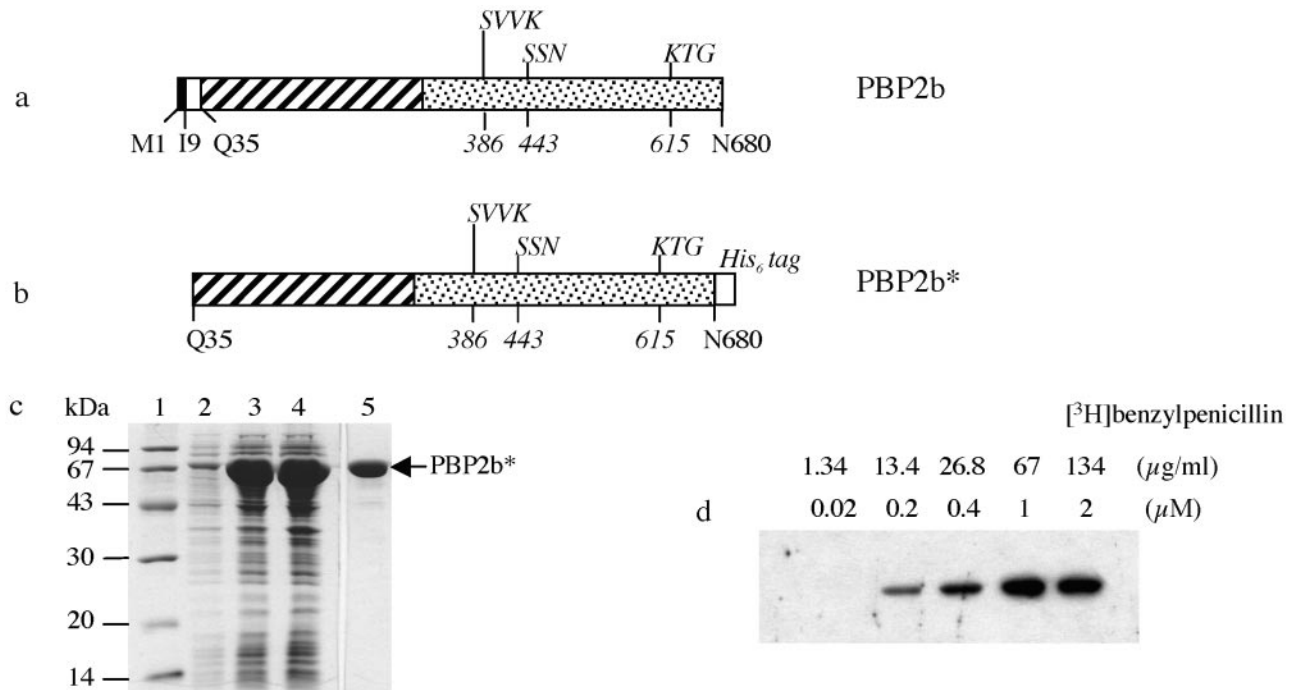 SVVK
SSN KTG
a PBP2b
M1 I9 Q35 386 443 615 N680
SVVK
SSN KTG His₆ tag
b PBP2b*
Q35 386 443 615 N680
c kDa 1 2 3 4 5
94
67 PBP2b*
43
30
20
14
[³H]benzylpenicillin
1.34 13.4 26.8 67 134 (µg/ml)
d 0.02 0.2 0.4 1 2 (µM)